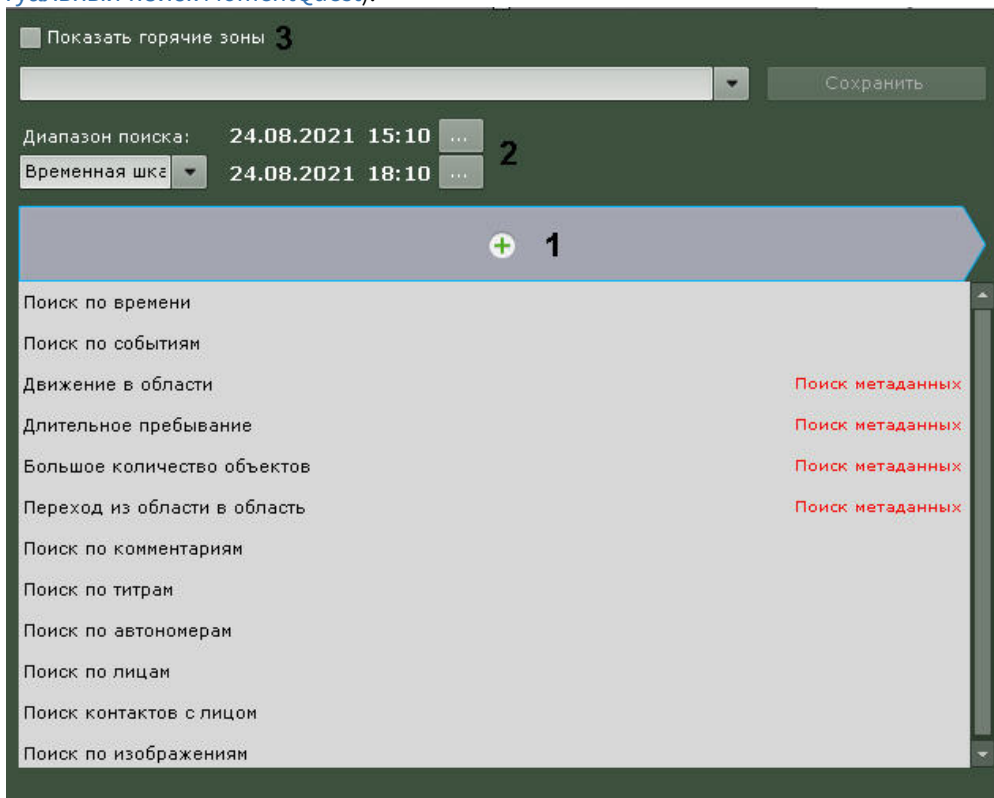 поиск MomentQuest).
Показать горячие зоны 3
Сохранить
Диапазон поиска: 24.08.2021 15:10 ...
Временная шка 24.08.2021 18:10 ...
2
1
Поиск по времени
Поиск по событиям
Движение в области Поиск метаданных
Длительное пребывание Поиск метаданных
Большое количество объектов Поиск метаданных
Переход из области в область Поиск метаданных
Поиск по комментариям
Поиск по титрам
Поиск по автономерам
Поиск по лицам
Поиск контактов с лицом
Поиск по изображениям